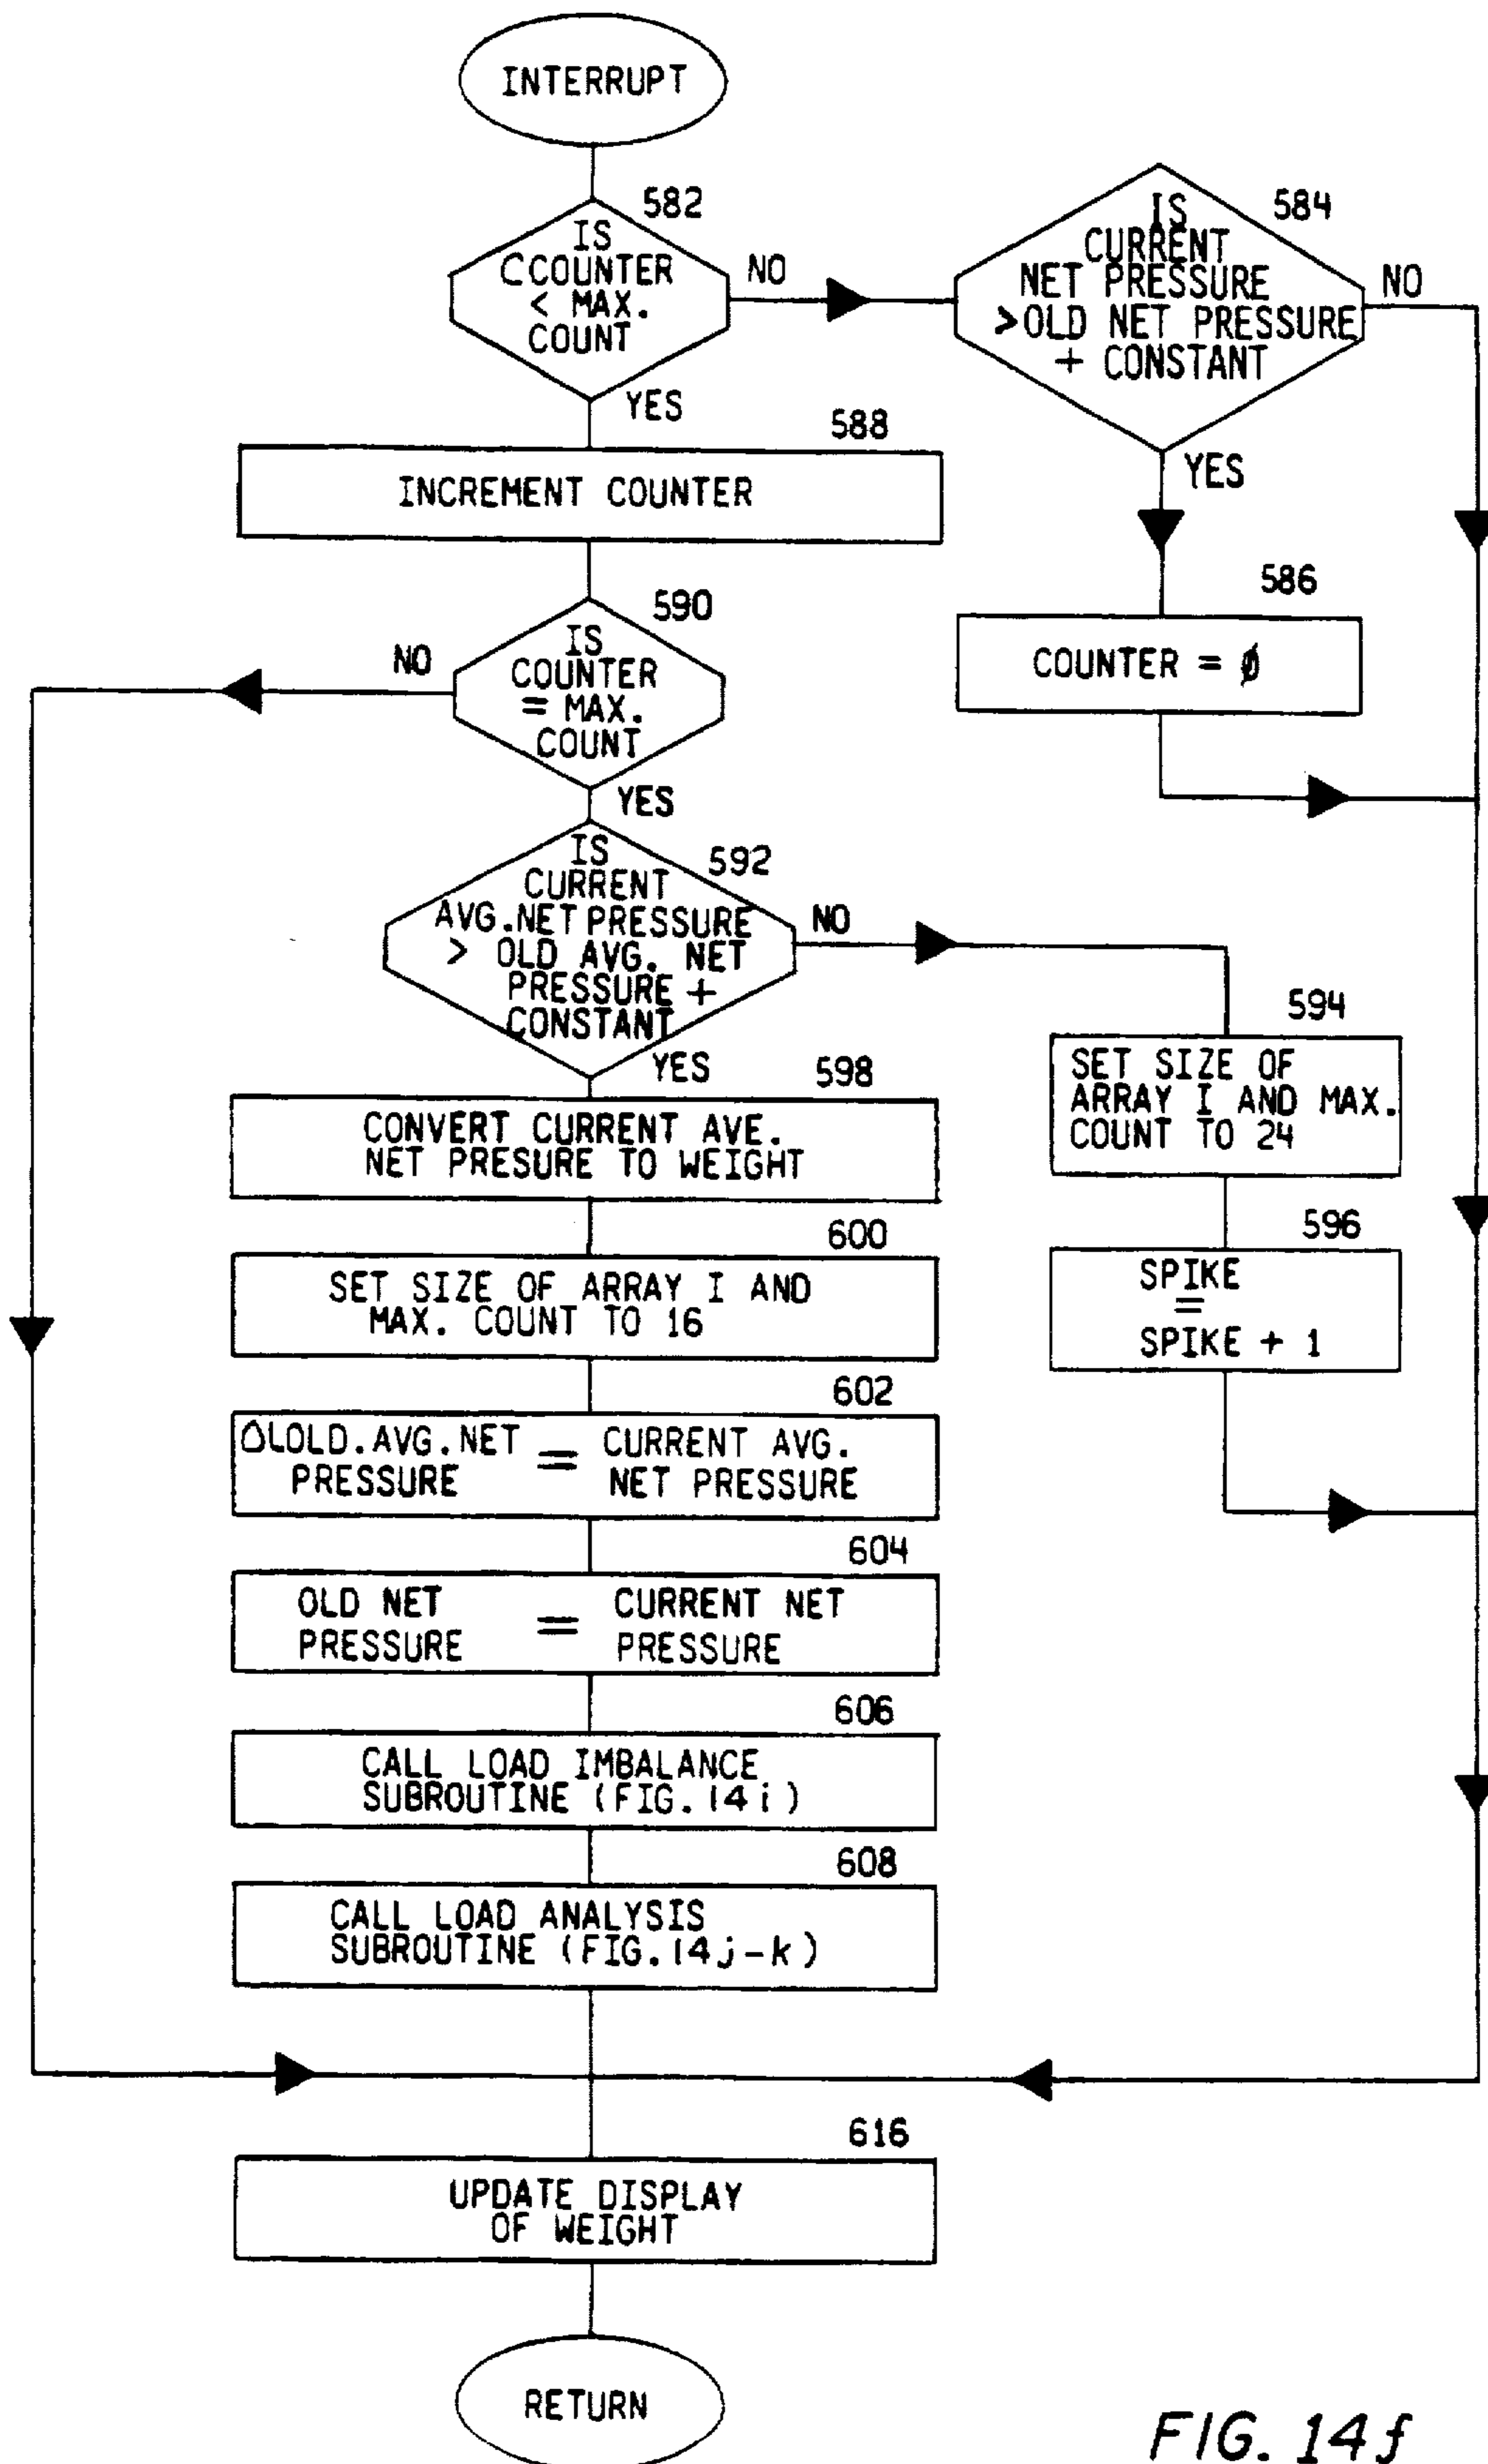 INTERRUPT
582
IS
CCOUNTER
< MAX.
COUNT
NO
YES
584
IS
CURRENT
NET PRESSURE
>OLD NET PRESSURE
+ CONSTANT
NO
YES
588
INCREMENT COUNTER
586
COUNTER = ∅
590
IS
COUNTER
= MAX.
COUNT
NO
YES
592
IS
CURRENT
AVG.NET PRESSURE
> OLD AVG. NET
PRESSURE +
CONSTANT
NO
YES
594
SET SIZE OF
ARRAY I AND MAX.
COUNT TO 24
596
SPIKE
=
SPIKE + 1
598
CONVERT CURRENT AVE.
NET PRESURE TO WEIGHT
600
SET SIZE OF ARRAY I AND
MAX. COUNT TO 16
602
OLOLD.AVG.NET = CURRENT AVG.
PRESSURE NET PRESSURE
604
OLD NET = CURRENT NET
PRESSURE PRESSURE
606
CALL LOAD IMBALANCE
SUBROUTINE (FIG.14i)
608
CALL LOAD ANALYSIS
SUBROUTINE (FIG.14j-k)
616
UPDATE DISPLAY
OF WEIGHT
RETURN
FIG. 14f